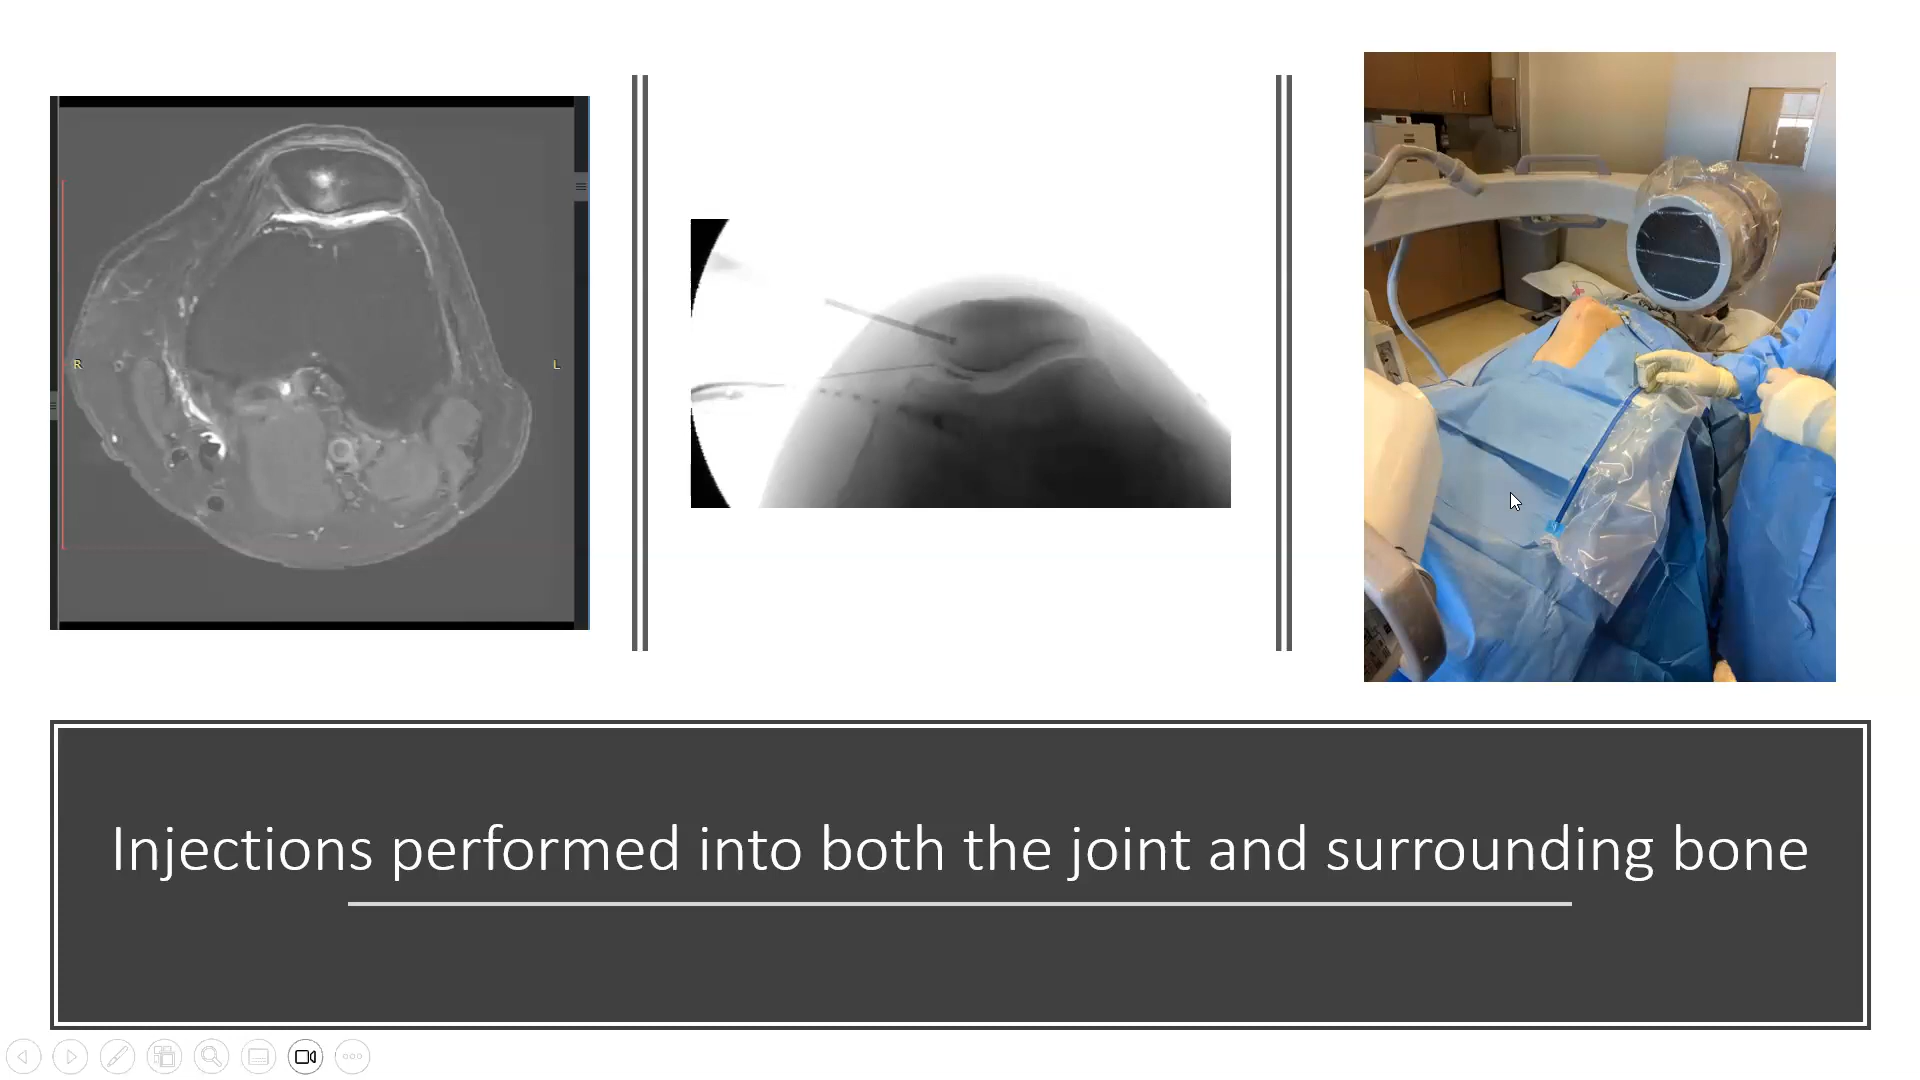 R
L
Injections performed into both the joint and surrounding bone